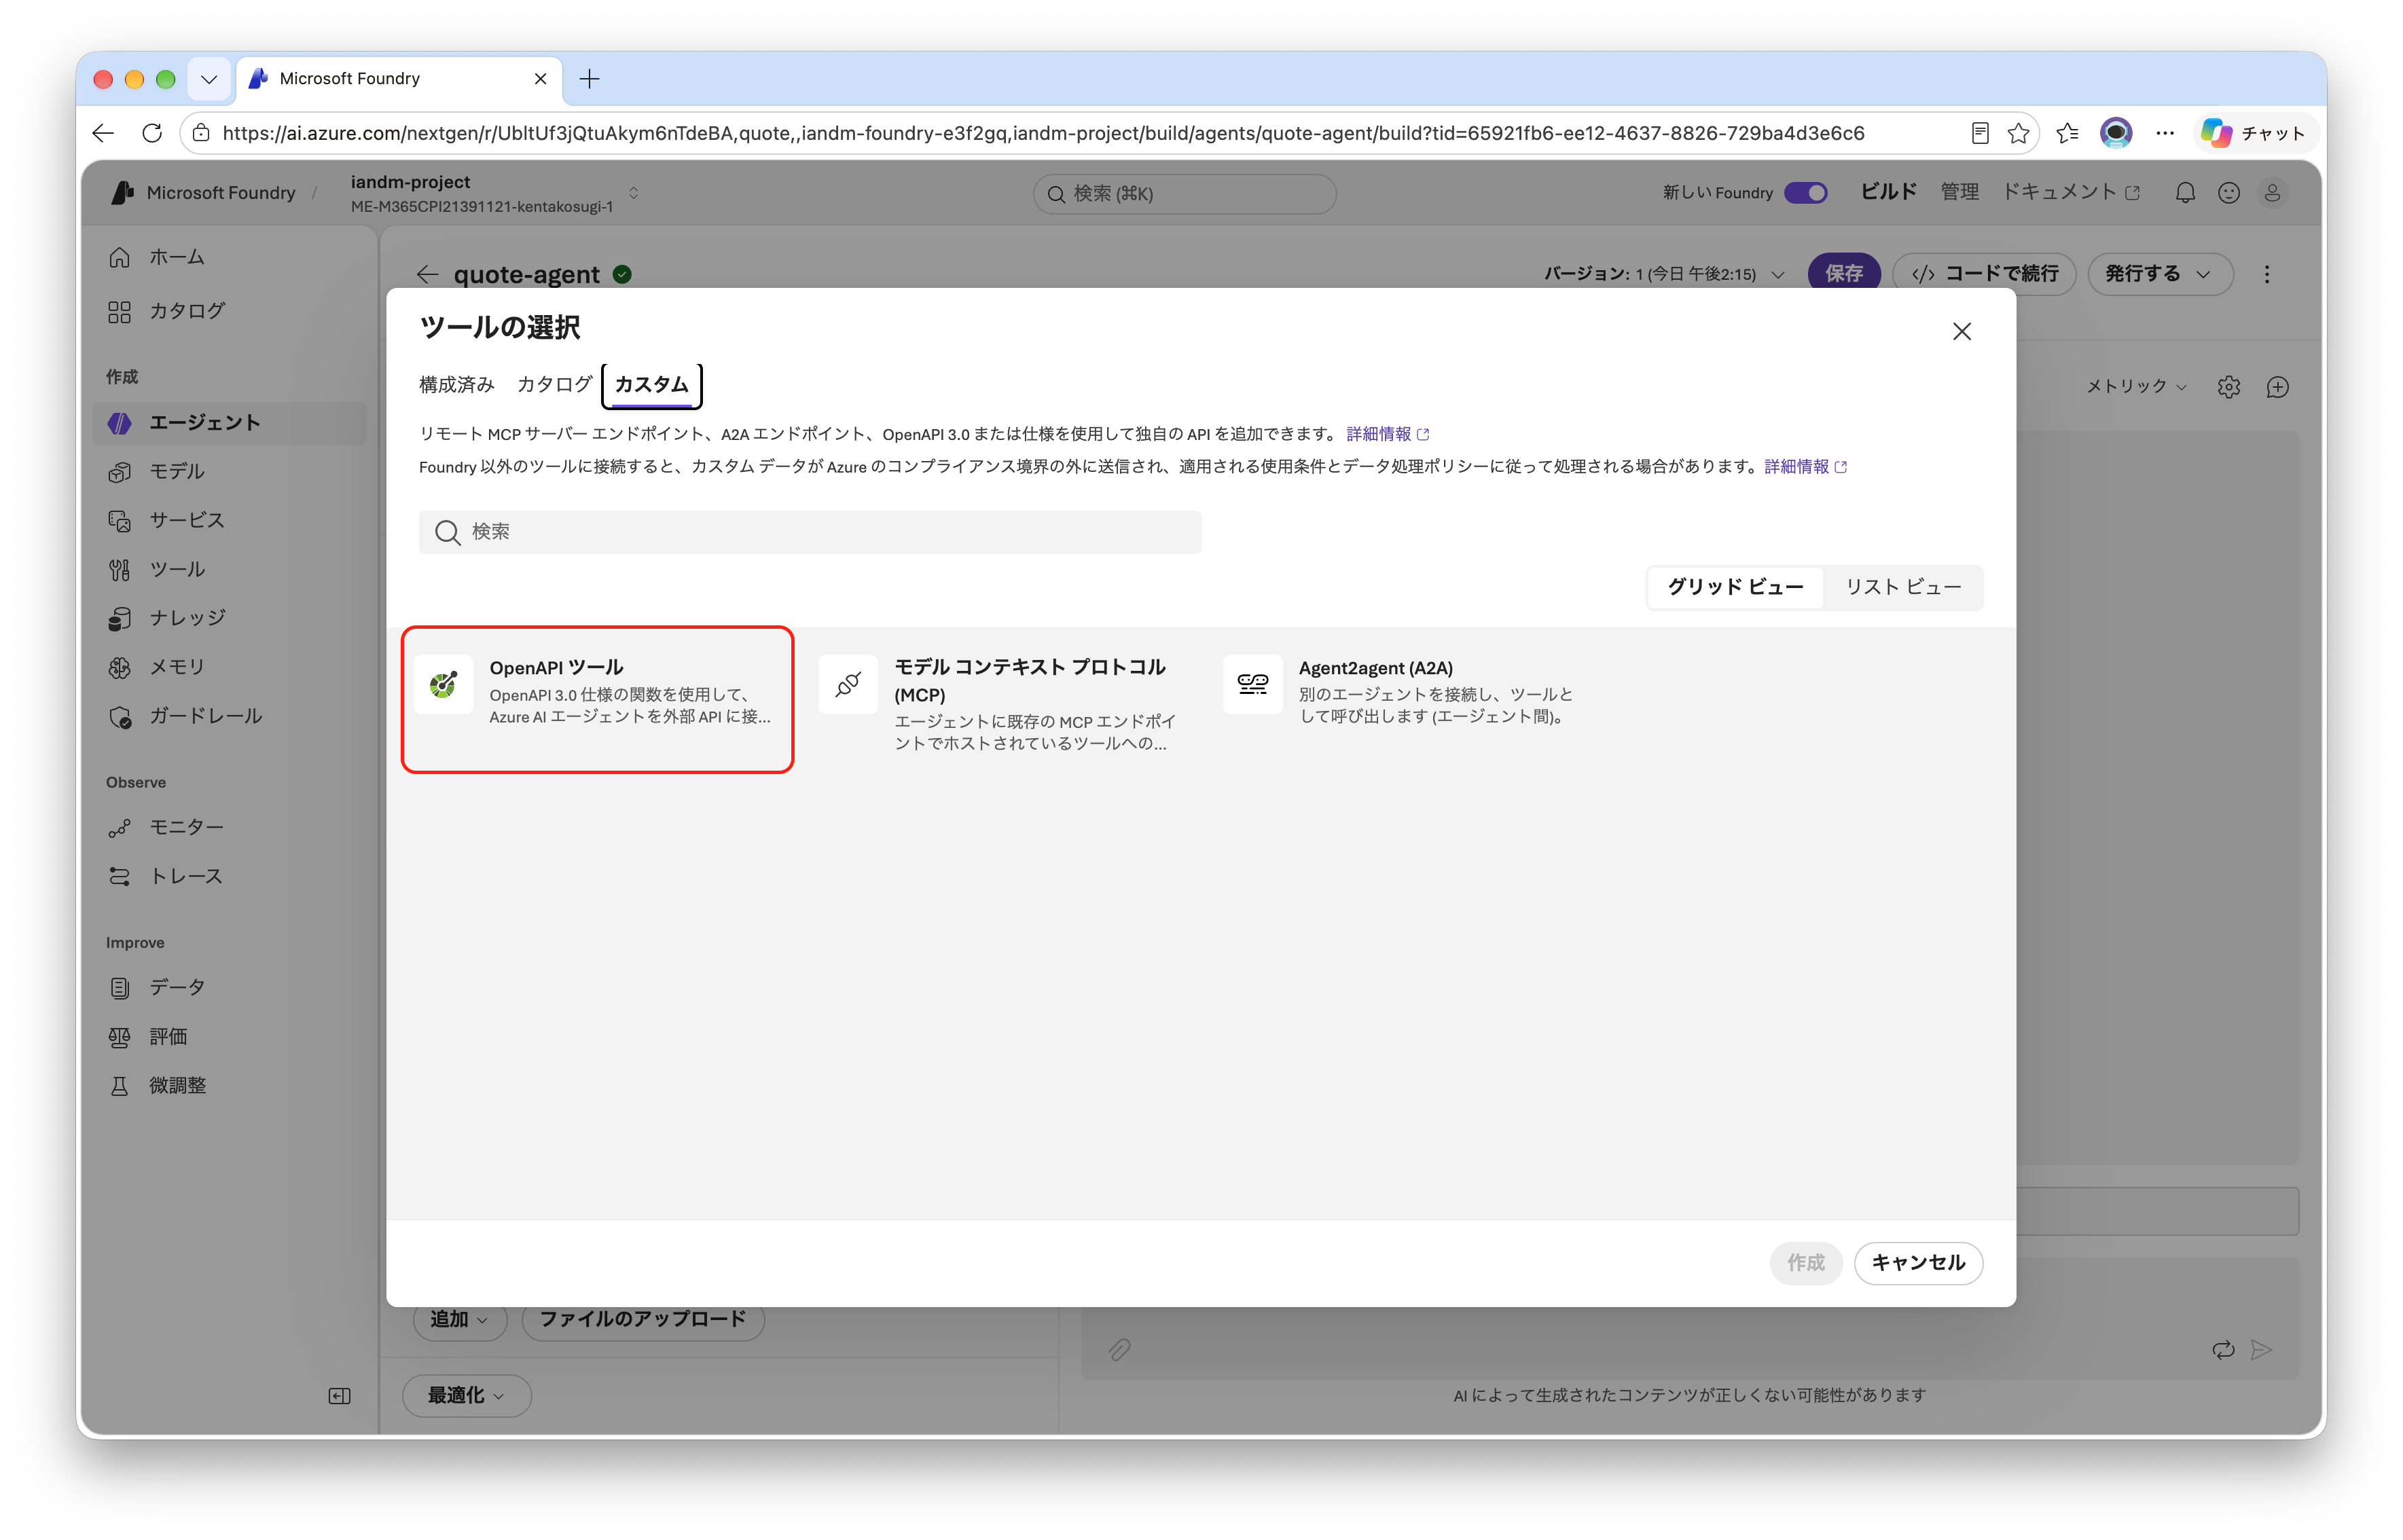 Microsoft Foundry
https://ai.azure.com/nextgen/r/UbltUf3jQtuAkym6nTdeBA,quote,,iandm-foundry-e3f2gq,iandm-project/build/agents/quote-agent/build?tid=65921fb6-ee12-4637-8826-729ba4d3e6c6
チャット
Microsoft Foundry /
iandm-project
ME-M365CPI21391121-kentakosugi-1
検索 (⌘K)
新しい Foundry
ビルド
管理
ドキュメント
ホーム
カタログ
作成
エージェント
モデル
サービス
ツール
ナレッジ
メモリ
ガードレール
Observe
モニター
トレース
Improve
データ
評価
微調整
quote-agent
バージョン: 1 (今日 午後2:15)
保存
コードで続行
発行する
メトリック
ツールの選択
構成済み
カタログ
カスタム
リモート MCP サーバー エンドポイント、A2A エンドポイント、OpenAPI 3.0 または仕様を使用して独自の API を追加できます。 詳細情報
Foundry 以外のツールに接続すると、カスタム データが Azure のコンプライアンス境界の外に送信され、適用される使用条件とデータ処理ポリシーに従って処理される場合があります。詳細情報
検索
グリッド ビュー
リスト ビュー
OpenAPI ツール
OpenAPI 3.0 仕様の関数を使用して、
Azure AI エージェントを外部 API に接...
モデル コンテキスト プロトコル
(MCP)
エージェントに既存の MCP エンドポイ
ントでホストされているツールへの...
Agent2agent (A2A)
別のエージェントを接続し、ツールと
して呼び出します (エージェント間)。
作成
キャンセル
追加
ファイルのアップロード
最適化
AI によって生成されたコンテンツが正しくない可能性があります